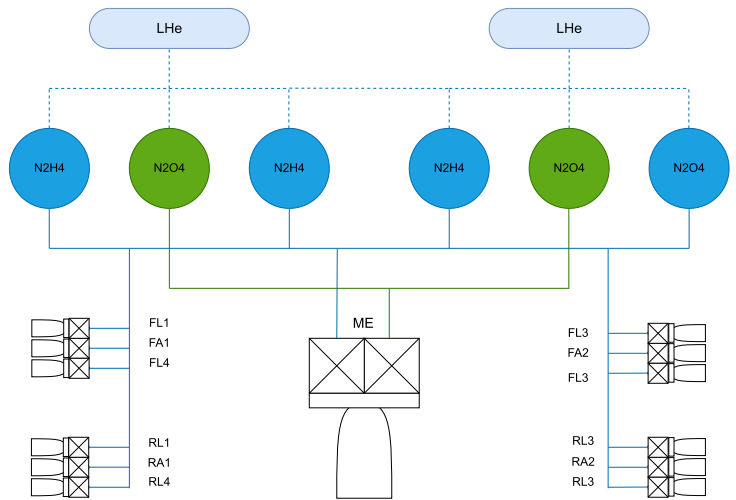 LHe LHe
N2H4 N2O4 N2H4 N2H4 N2O4 N2O4
FL1
FA1
FL4
ME
FL3
FA2
FL3
RL1
RA1
RL4
RL3
RA2
RL3